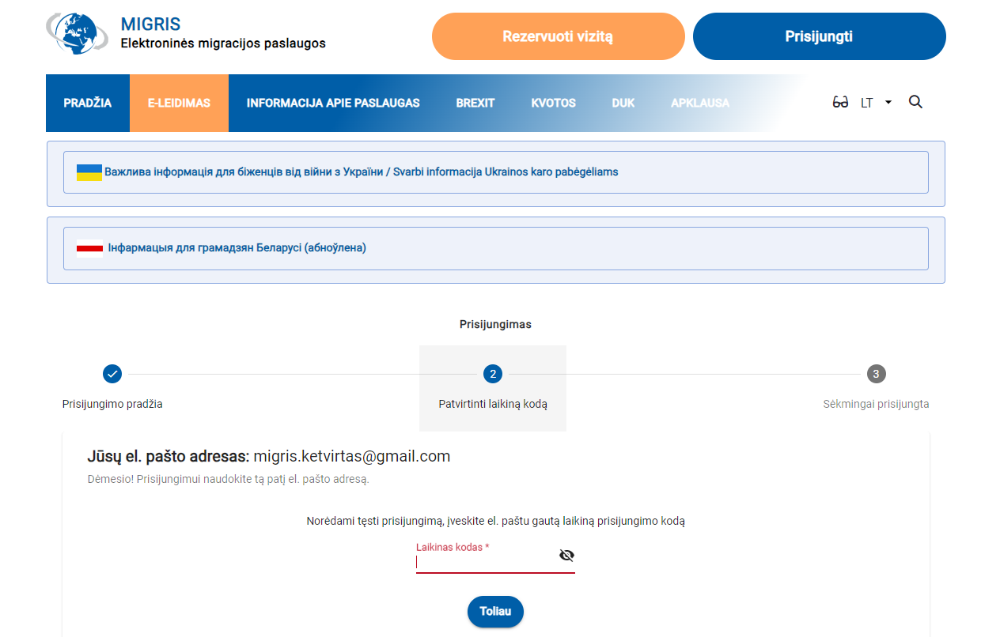 MIGRIS
Elektroninės migracijos paslaugos
Rezervuoti vizitą
Prisijungti
PRADŽIA
E-LEIDIMAS
INFORMACIJA APIE PASLAUGAS
BREXIT
KVOTOS
DUK
APKLAUSA
LT
Важлива інформація для біженців від війни з України / Svarbi informacija Ukrainos karo pabėgėliams
Інфармацыя для грамадзян Беларусі (абноўлена)
Prisijungimas
2
3
Prisijungimo pradžia
Patvirtinti laikiną kodą
Sėkmingai prisijungta
Jūsų el. pašto adresas: migris.ketvirtas@gmail.com
Dėmesio! Prisijungimui naudokite tą patį el. pašto adresą.
Norėdami tęsti prisijungimą, įveskite el. paštu gautą laikiną prisijungimo kodą
Laikinas kodas *
Toliau